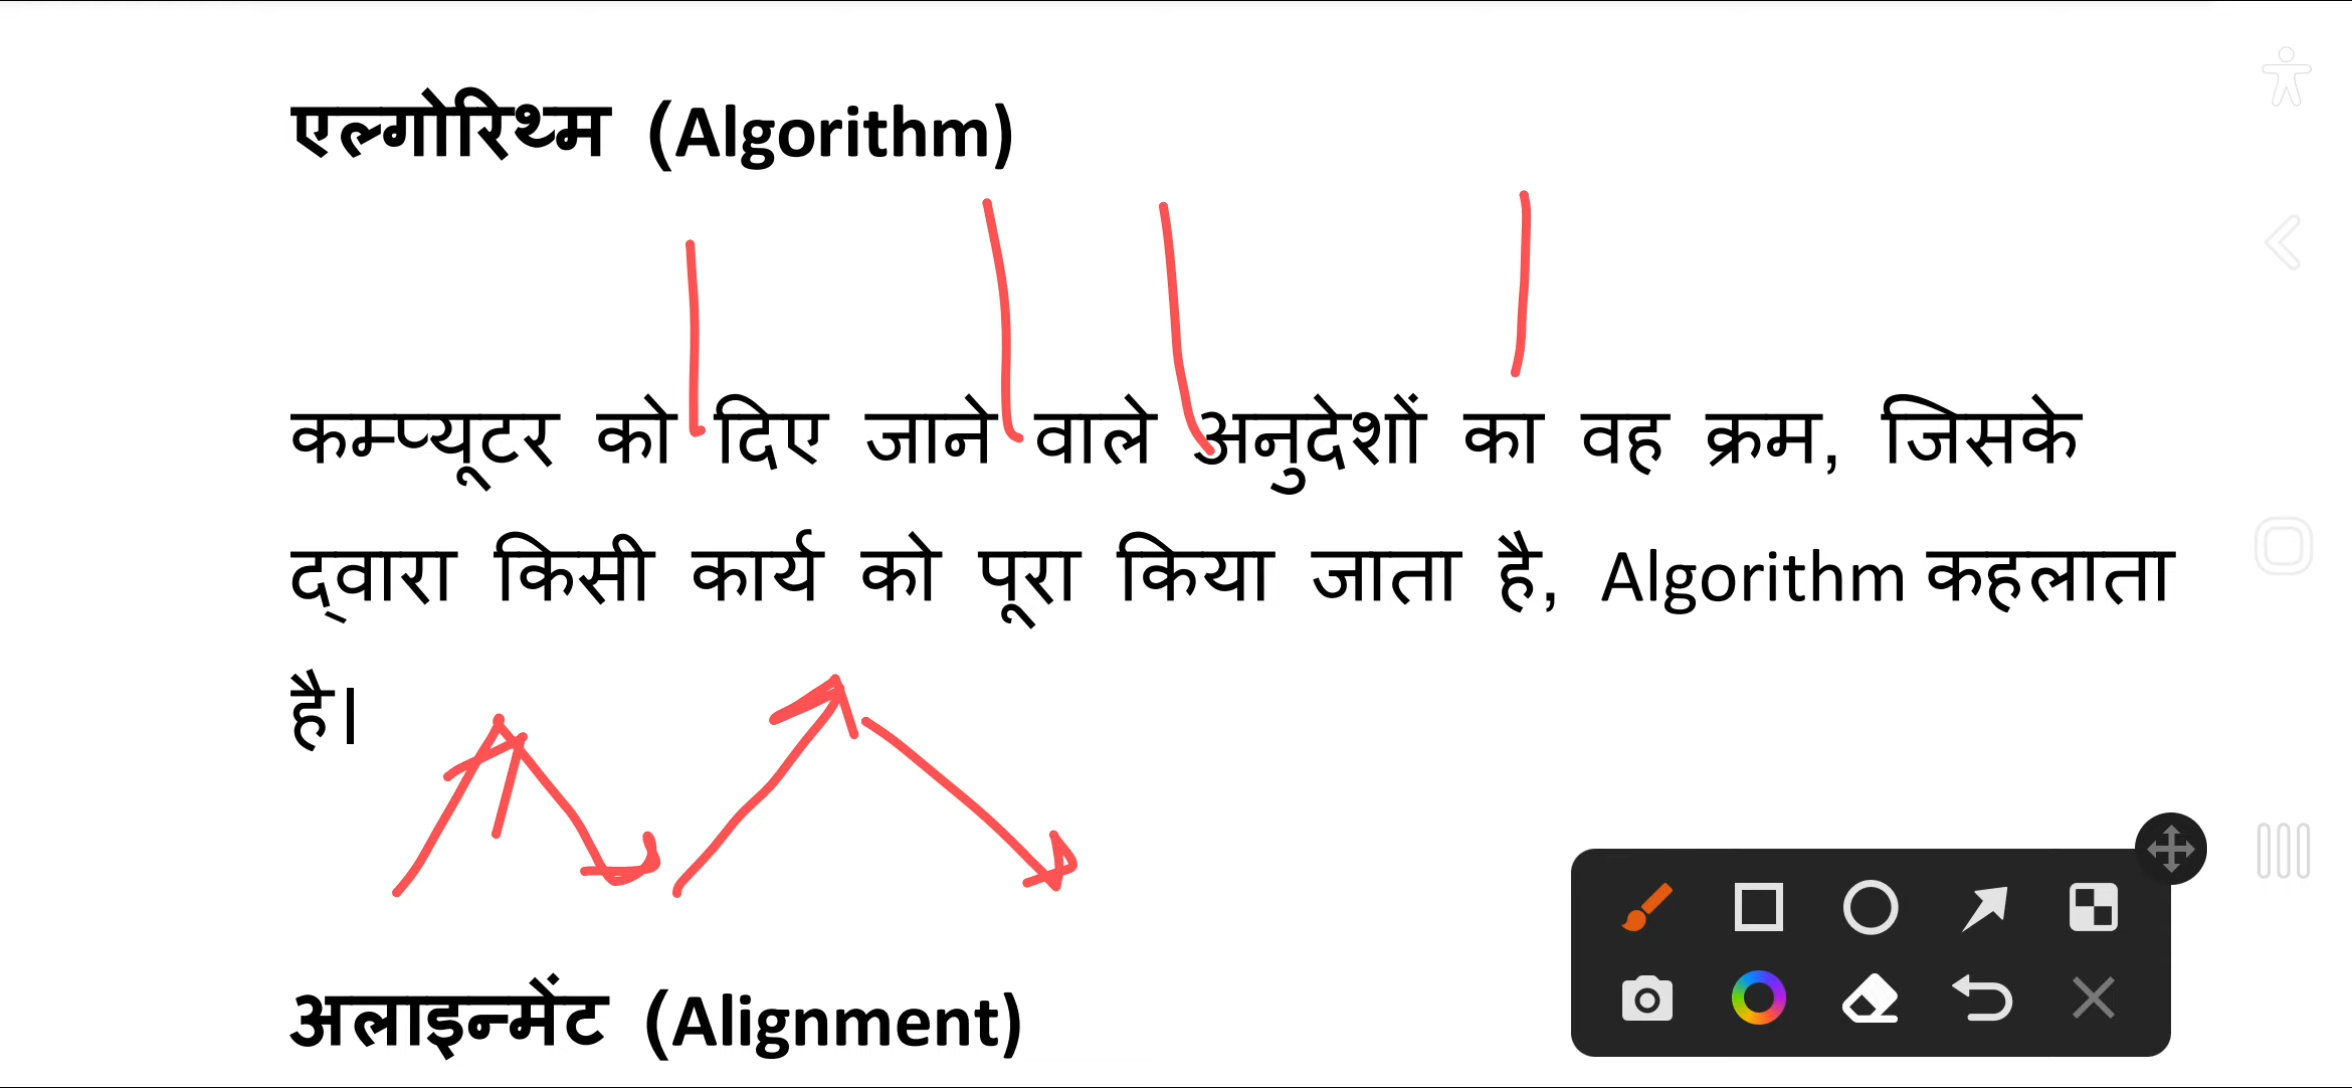 एल्गोरिथ्म (Algorithm)
कम्प्यूटर को दिए जाने वाले अनुदेशों का वह क्रम, जिसके
द्वारा किसी कार्य को पूरा किया जाता है, Algorithm कहलाता
है।
अलाइन्मेंट (Alignment)